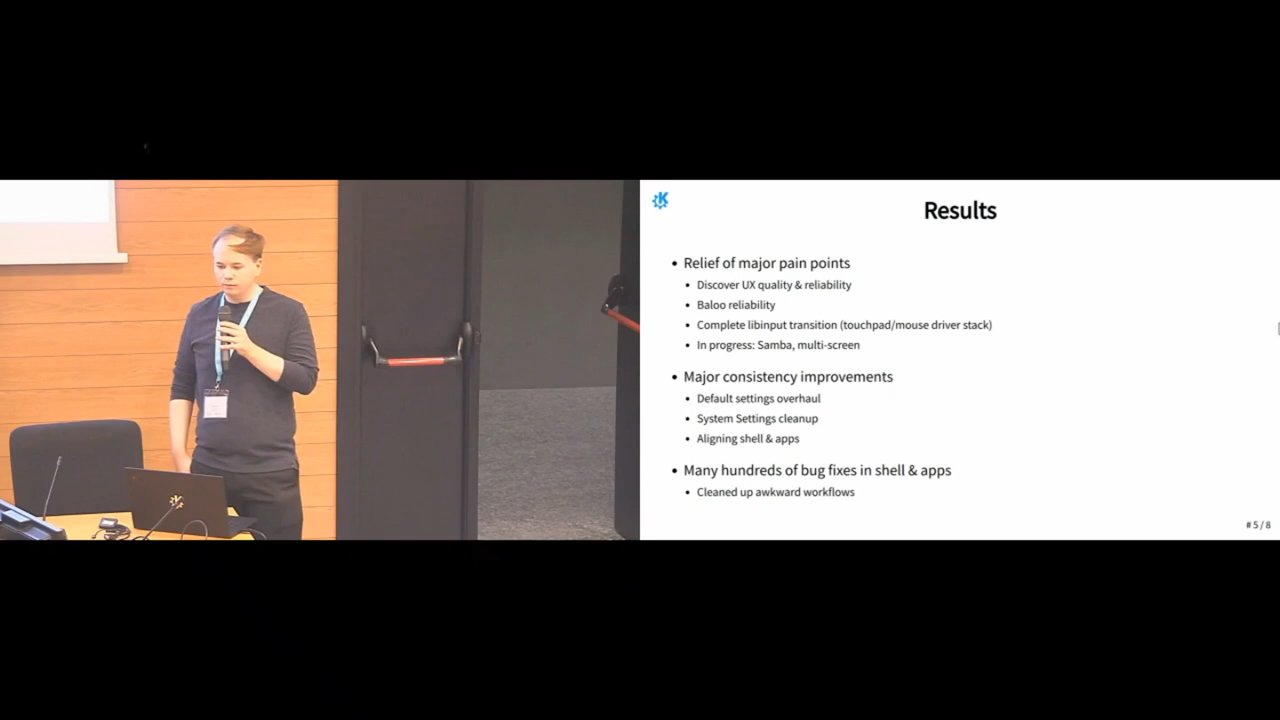 Results
• Relief of major pain points
• Discover UX quality & reliability
• Baloo reliability
• Complete libinput transition (touchpad/mouse driver stack)
• In progress: Samba, multi-screen
• Major consistency improvements
• Default settings overhaul
• System Settings cleanup
• Aligning shell & apps
• Many hundreds of bug fixes in shell & apps
• Cleaned up awkward workflows
# 5 / 8